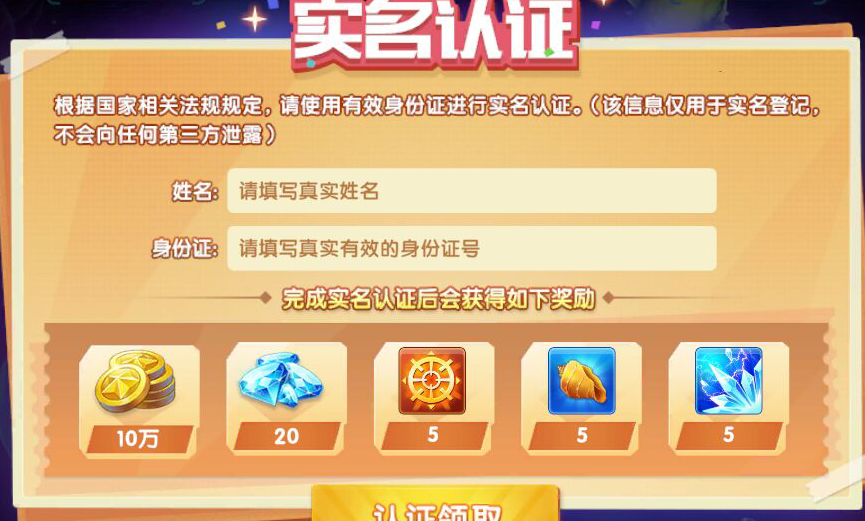 实名认证
根据国家相关法规规定，请使用有效身份证进行实名认证。（该信息仅用于实名登记，
不会向任何第三方泄露）
姓名: 请填写真实姓名
身份证: 请填写真实有效的身份证号
完成实名认证后会获得如下奖励
10万 20 5 5 5
认证领取